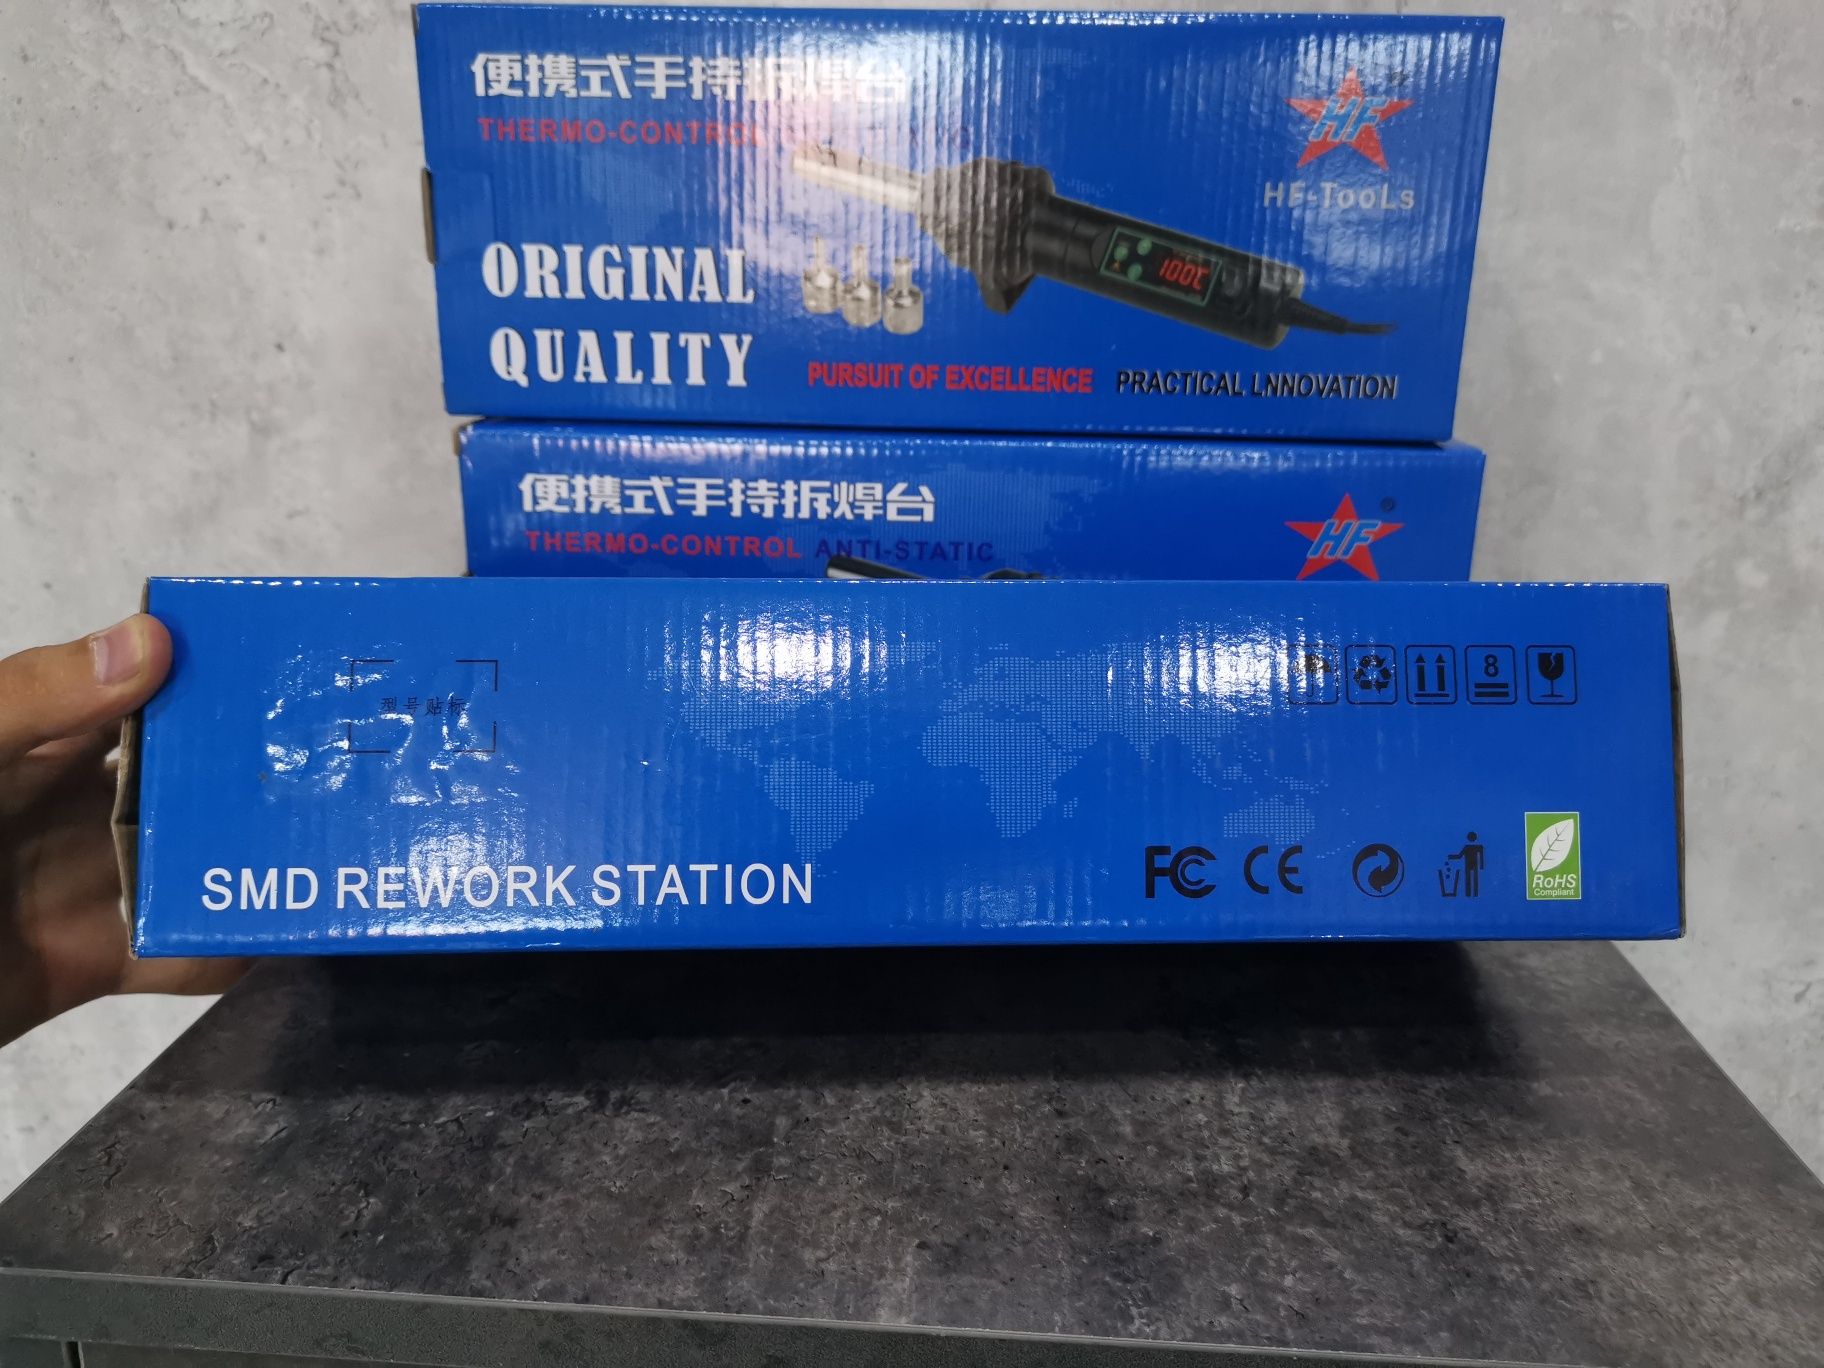 便携式手持拆焊台
THERMO-CONTROL
HF
HF-TooLs
100℃
ORIGINAL
QUALITY
PURSUIT OF EXCELLENCE PRACTICAL LNNOVATION
便携式手持拆焊台
THERMO-CONTROL ANTI-STATIC
HF
®
型号贴标
8
SMD REWORK STATION
FC CE
RoHS
Compliant